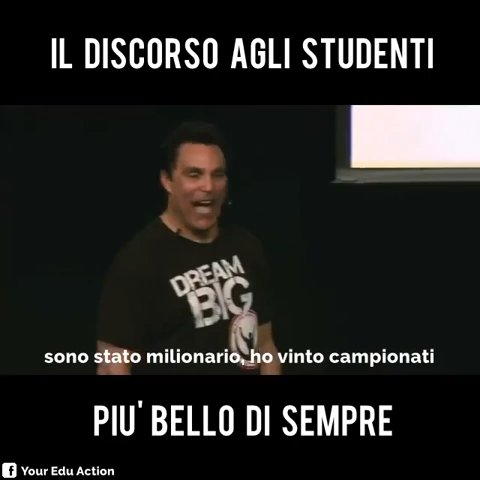 IL DISCORSO AGLI STUDENTI
DREAM
BIG
sono stato milionario, ho vinto campionati
PIU' BELLO DI SEMPRE
f Your Edu Action